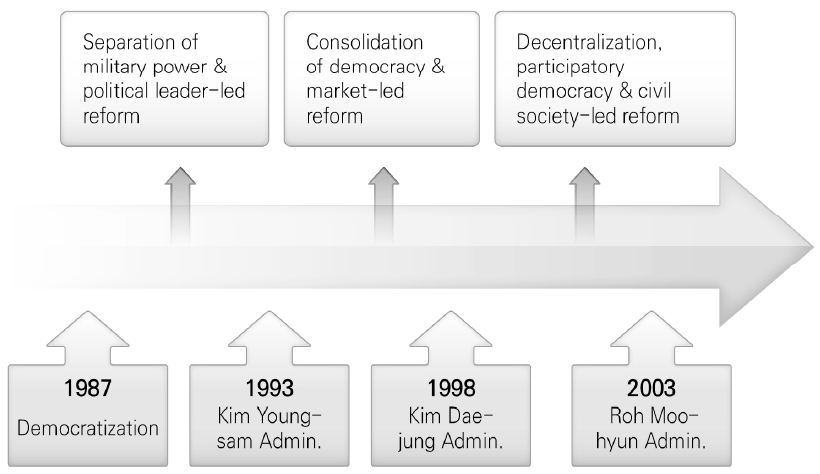 Separation of
military power &
political leader-led
reform
Consolidation
of democracy &
market-led
reform
Decentralization,
participatory
democracy & civil
society-led reform
1987
Democratization
1993
Kim Young-
sam Admin.
1998
Kim Dae-
jung Admin.
2003
Roh Moo-
hyun Admin.